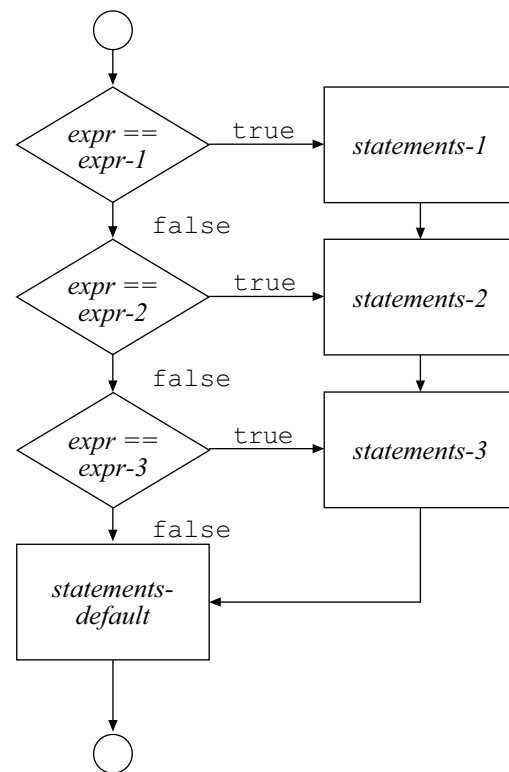 expr ==
expr-1
true
statements-1
false
expr ==
expr-2
true
statements-2
false
expr ==
expr-3
true
statements-3
false
statements-
default